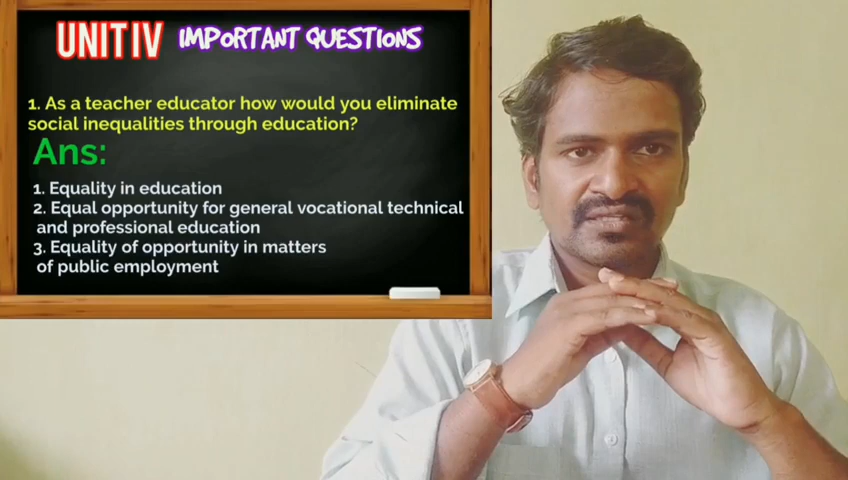 UNIT IV IMPORTANT QUESTIONS
1. As a teacher educator how would you eliminate
social inequalities through education?
Ans:
1. Equality in education
2. Equal opportunity for general vocational technical
and professional education
3. Equality of opportunity in matters
of public employment